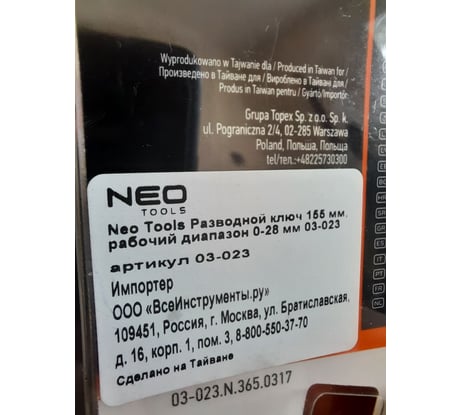 Wyprodukowano w Tajwanie dla / Produced in Taiwan for /
Произведено в Тайване для / Вироблено в Тайвані для /
Produs in Taiwan pentru / Gyártó/Importőr:
Grupa Topex Sp. z o.o. Sp. k.
ul. Pograniczna 2/4, 02-285 Warszawa
Poland, Польша, Польща
tel/тел.:+48225730300
NEO
TOOLS
Neo Tools Разводной ключ 155 мм,
рабочий диапазон 0-28 мм 03-023
артикул 03-023
Импортер
ООО «ВсеИнструменты.ру»
109451, Россия, г. Москва, ул. Братиславская,
д. 16, корп. 1, пом. 3, 8-800-550-37-70
Сделано на Тайване
03-023.N.365.0317